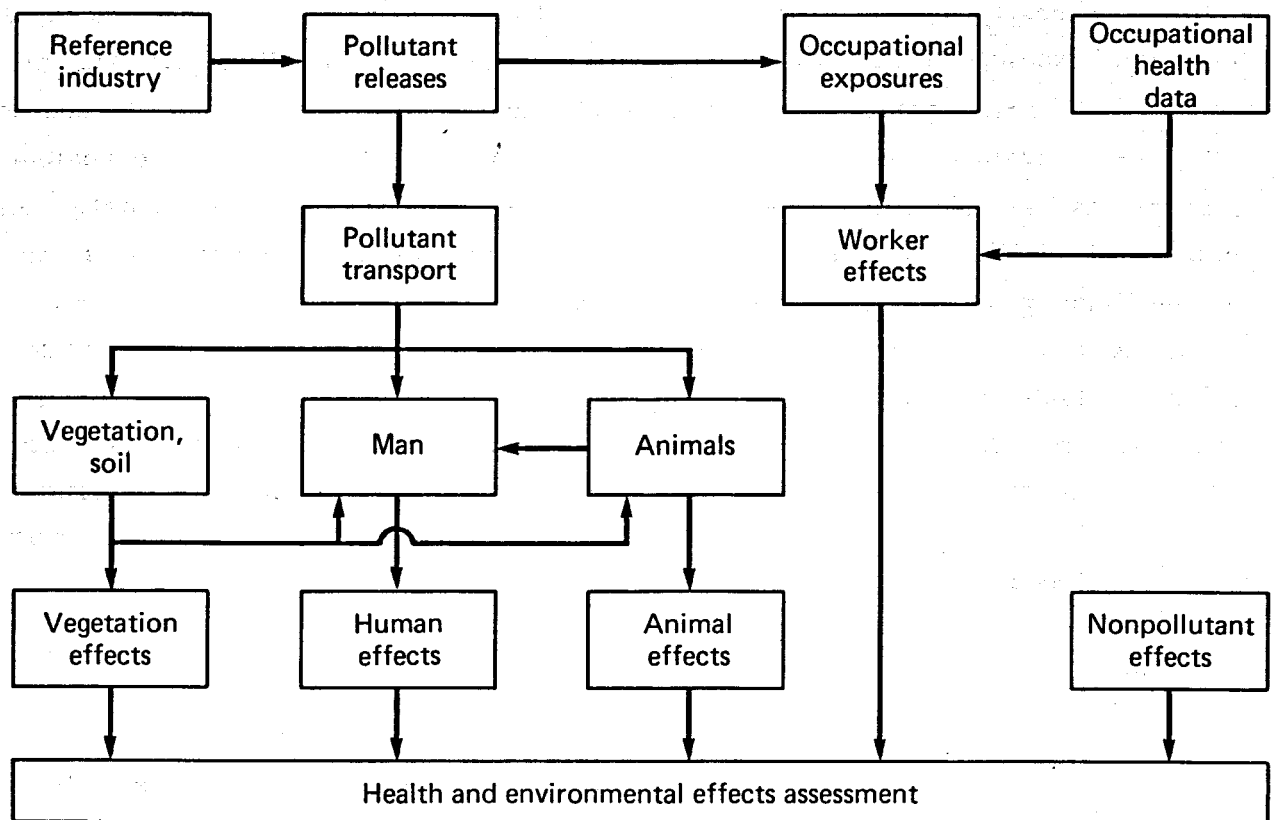 Reference
industry
Pollutant
releases
Occupational
exposures
Occupational
health
data
Pollutant
transport
Worker
effects
Vegetation,
soil
Man
Animals
Vegetation
effects
Human
effects
Animal
effects
Nonpollutant
effects
Health and environmental effects assessment